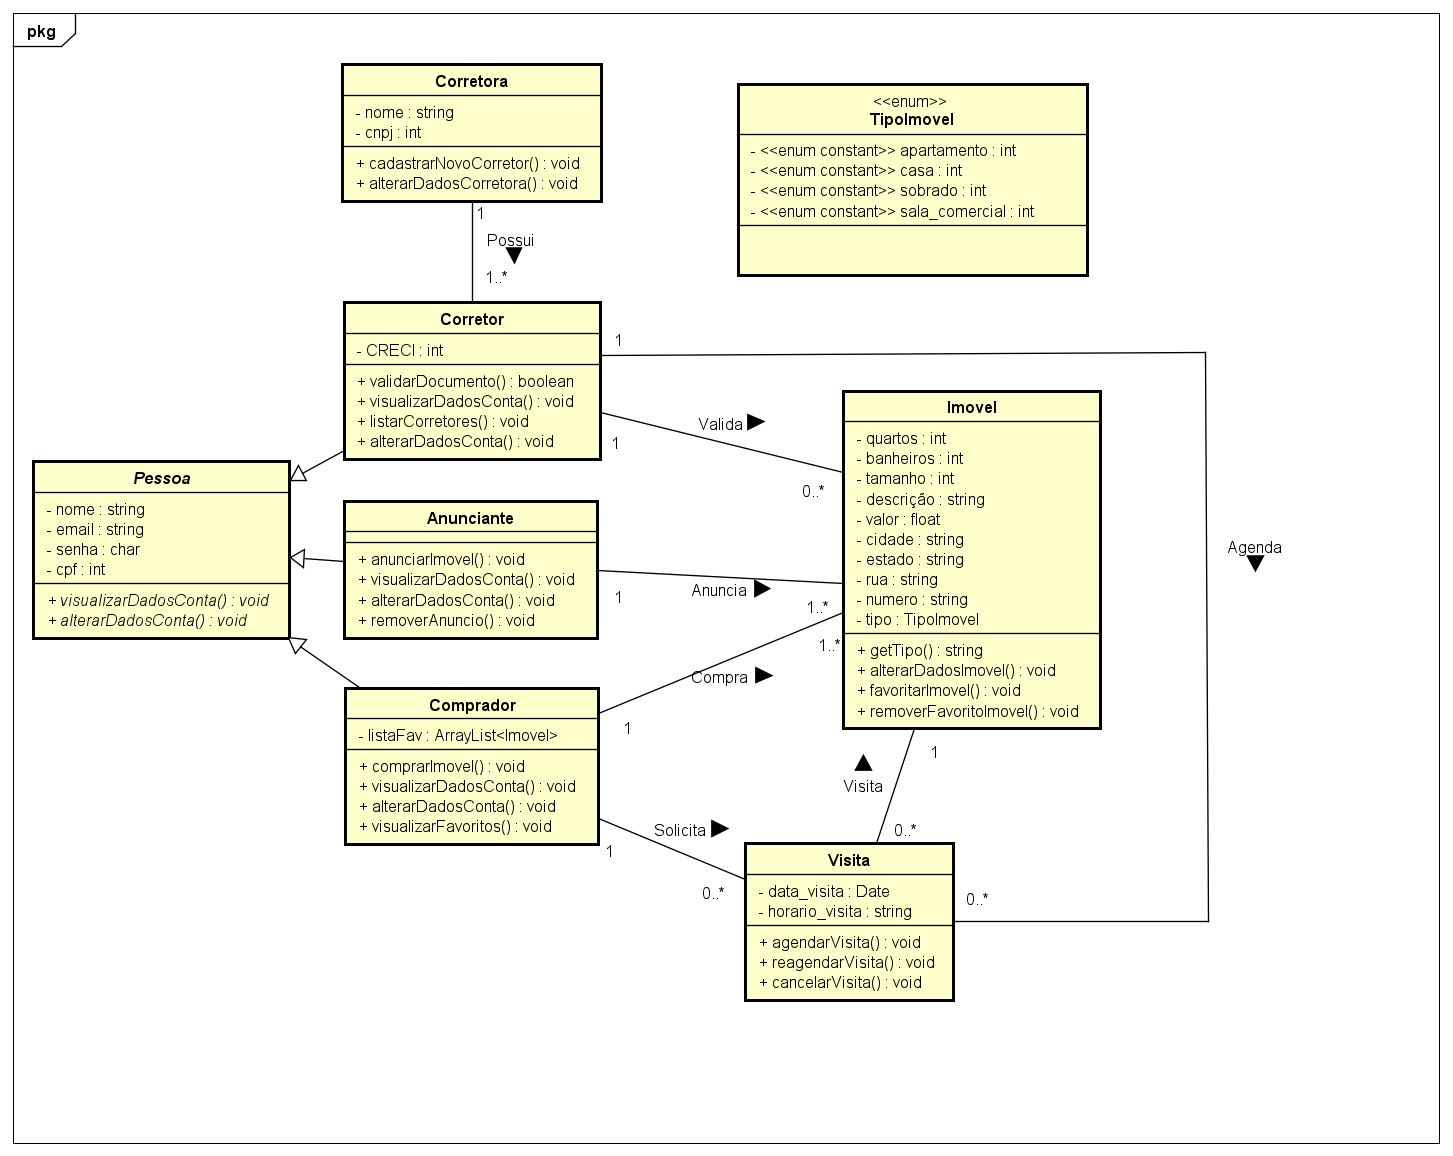 pkg
Corretora
- nome : string
- cnpj : int
+ cadastrarNovoCorretor() : void
+ alterarDadosCorretora() : void
<<enum>>
TipoImovel
- <<enum constant>> apartamento : int
- <<enum constant>> casa : int
- <<enum constant>> sobrado : int
- <<enum constant>> sala_comercial : int
1
Possui
1..*
Corretor
- CRECI : int
+ validarDocumento() : boolean
+ visualizarDadosConta() : void
+ listarCorretores() : void
+ alterarDadosConta() : void
1
Valida
1
0..*
Agenda
0..*
Imovel
- quartos : int
- banheiros : int
- tamanho : int
- descrição : string
- valor : float
- cidade : string
- estado : string
- rua : string
- numero : string
- tipo : TipoImovel
+ getTipo() : string
+ alterarDadosImovel() : void
+ favoritarImovel() : void
+ removerFavoritoImovel() : void
Pessoa
- nome : string
- email : string
- senha : char
- cpf : int
+ visualizarDadosConta() : void
+ alterarDadosConta() : void
Anunciante
+ anunciarImovel() : void
+ visualizarDadosConta() : void
+ alterarDadosConta() : void
+ removerAnuncio() : void
1
Anuncia
1..*
1..*
Compra
1
Comprador
- listaFav : ArrayList<Imovel>
+ comprarImovel() : void
+ visualizarDadosConta() : void
+ alterarDadosConta() : void
+ visualizarFavoritos() : void
1
Visita
0..*
Solicita
1
0..*
Visita
- data_visita : Date
- horario_visita : string
+ agendarVisita() : void
+ reagendarVisita() : void
+ cancelarVisita() : void